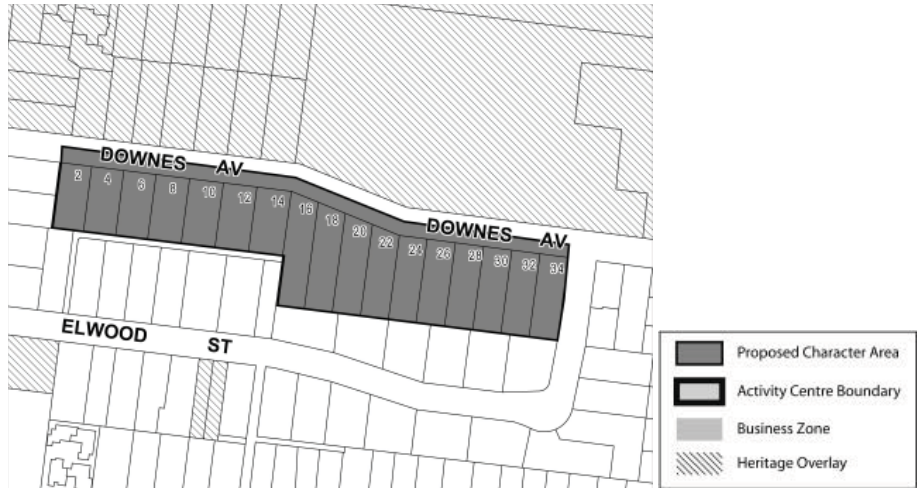 DOWNES AV
2 4 6 8 10 12 14 16 18 20 22 24 26 28 30 32 34
DOWNES AV
ELWOOD ST
Proposed Character Area
Activity Centre Boundary
Business Zone
Heritage Overlay